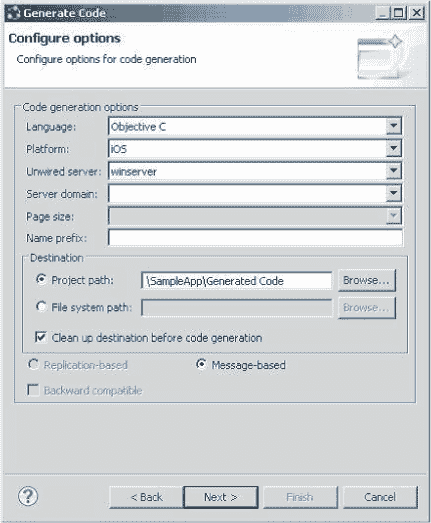 Generate Code
Configure options
Configure options for code generation
Code generation options
Language: Objective C
Platform: iOS
Unwired server: winserver
Server domain:
Page size:
Name prefix:
Destination
Project path: \SampleApp\Generated Code Browse...
File system path: Browse...
Clean up destination before code generation
Replication-based Message-based
Backward compatible
? < Back Next > Finish Cancel